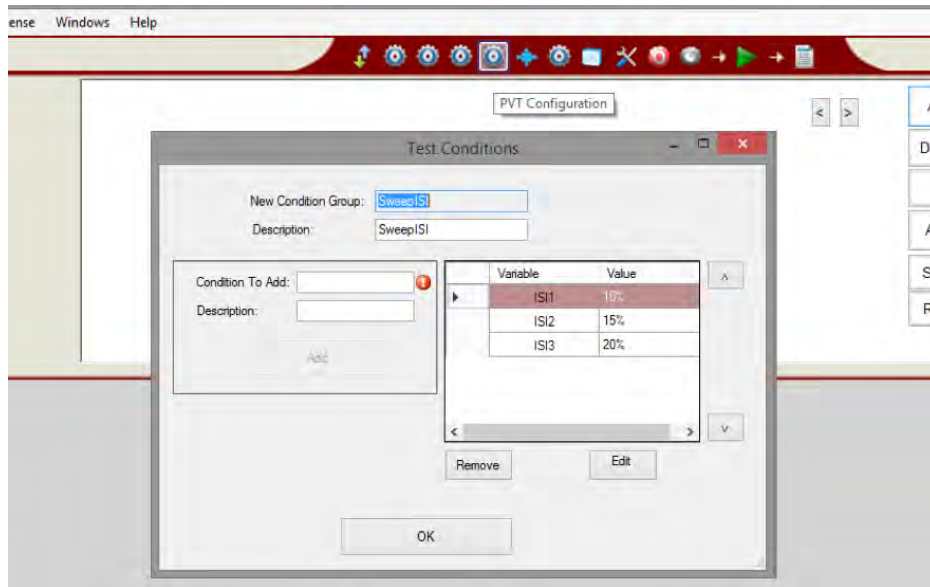 ense Windows Help
PVT Configuration
< >
Test Conditions
New Condition Group: SweepISI
Description: SweepISI
Condition To Add:
Description:
Add
Variable Value
ISI1 10%
ISI2 15%
ISI3 20%
Remove Edit
OK
A
D
A
S
R